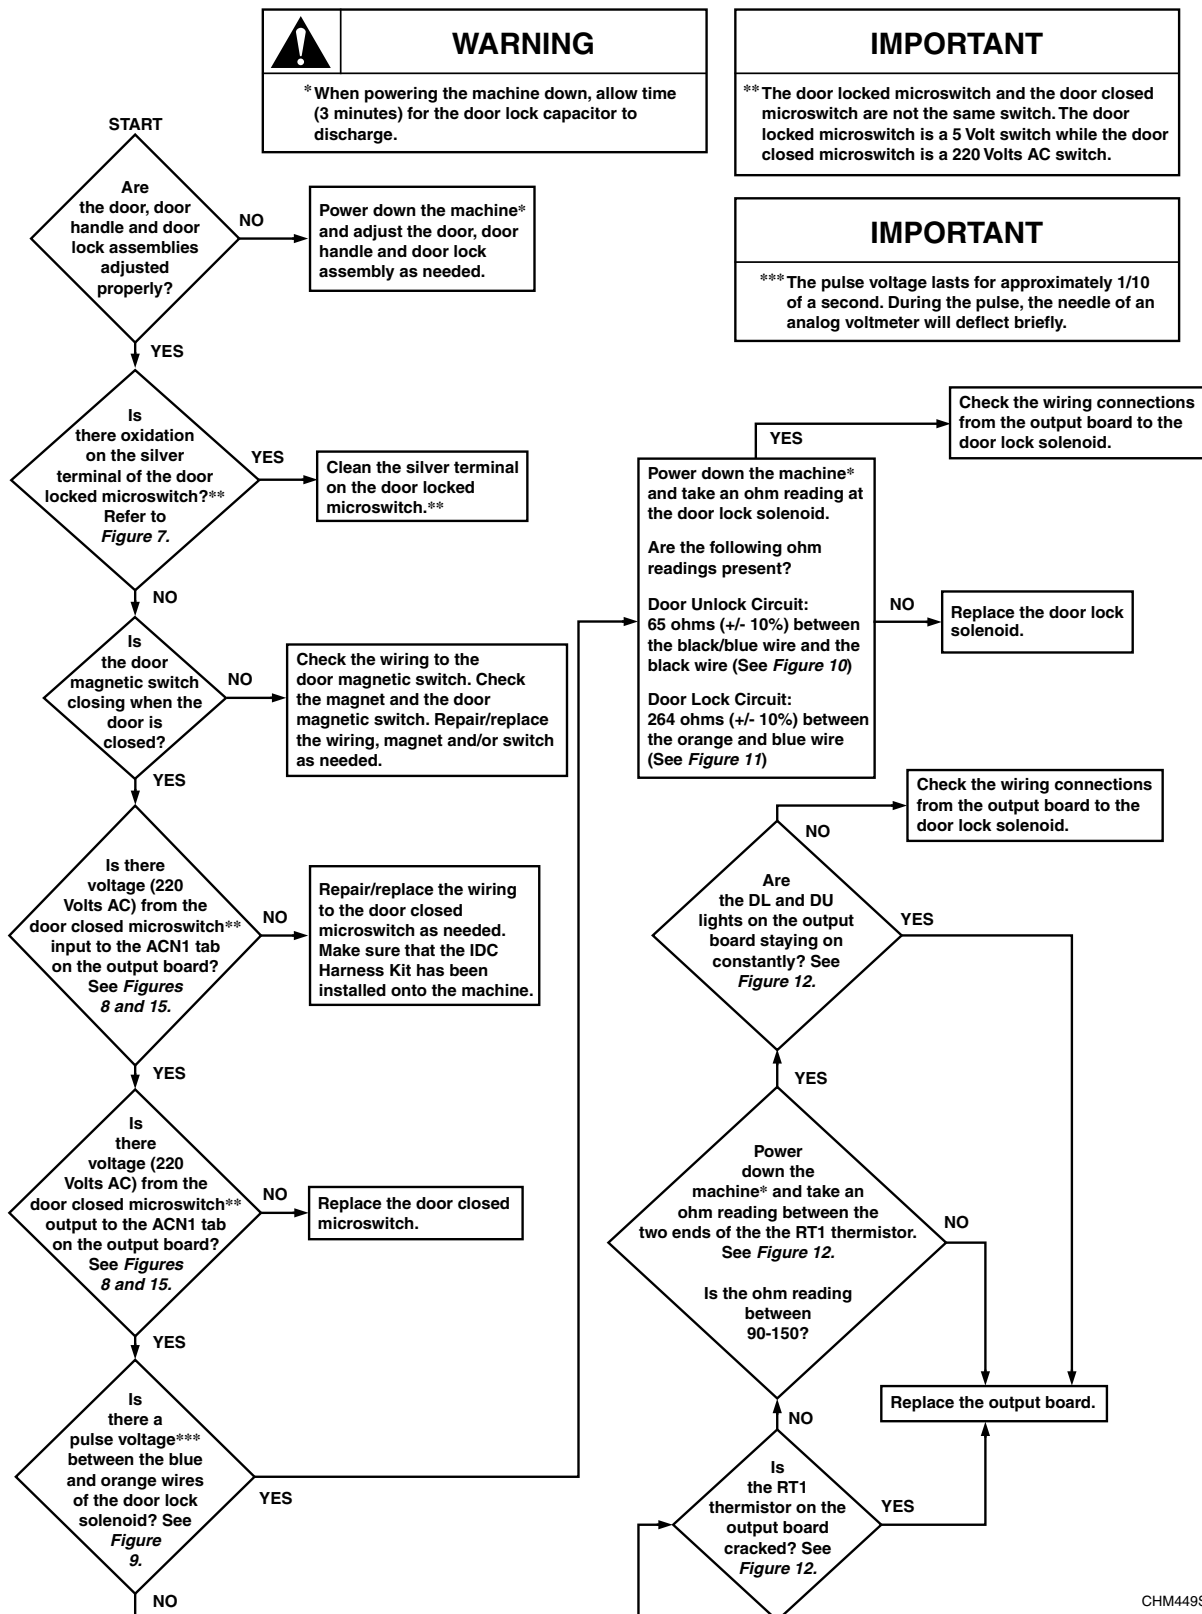 WARNING
* When powering the machine down, allow time
(3 minutes) for the door lock capacitor to
discharge.
IMPORTANT
** The door locked microswitch and the door closed
microswitch are not the same switch. The door
locked microswitch is a 5 Volt switch while the door
closed microswitch is a 220 Volts AC switch.
IMPORTANT
*** The pulse voltage lasts for approximately 1/10
of a second. During the pulse, the needle of an
analog voltmeter will deflect briefly.
START
Are
the door, door
handle and door
lock assemblies
adjusted
properly?
NO
Power down the machine*
and adjust the door, door
handle and door lock
assembly as needed.
YES
Is
there oxidation
on the silver
terminal of the door
locked microswitch?**
Refer to
Figure 7.
YES
Clean the silver terminal
on the door locked
microswitch.**
NO
Is
the door
magnetic switch
closing when the
door is
closed?
NO
Check the wiring to the
door magnetic switch. Check
the magnet and the door
magnetic switch. Repair/replace
the wiring, magnet and/or switch
as needed.
YES
Is there
voltage (220
Volts AC) from the
door closed microswitch**
input to the ACN1 tab
on the output board?
See Figures
8 and 15.
NO
Repair/replace the wiring
to the door closed
microswitch as needed.
Make sure that the IDC
Harness Kit has been
installed onto the machine.
YES
Is
there
voltage (220
Volts AC) from the
door closed microswitch**
output to the ACN1 tab
on the output board?
See Figures
8 and 15.
NO
Replace the door closed
microswitch.
YES
Is
there a
pulse voltage***
between the blue
and orange wires
of the door lock
solenoid? See
Figure
9.
YES
NO
Power down the machine*
and take an ohm reading at
the door lock solenoid.
Are the following ohm
readings present?
Door Unlock Circuit:
65 ohms (+/- 10%) between
the black/blue wire and the
black wire (See Figure 10)
Door Lock Circuit:
264 ohms (+/- 10%) between
the orange and blue wire
(See Figure 11)
YES
Check the wiring connections
from the output board to the
door lock solenoid.
NO
Replace the door lock
solenoid.
Check the wiring connections
from the output board to the
door lock solenoid.
NO
Are
the DL and DU
lights on the output
board staying on
constantly? See
Figure 12.
YES
YES
Power
down the
machine* and take an
ohm reading between the
two ends of the the RT1 thermistor.
See Figure 12.
Is the ohm reading
between
90-150?
NO
Replace the output board.
NO
Is
the RT1
thermistor on the
output board
cracked? See
Figure 12.
YES
CHM449S